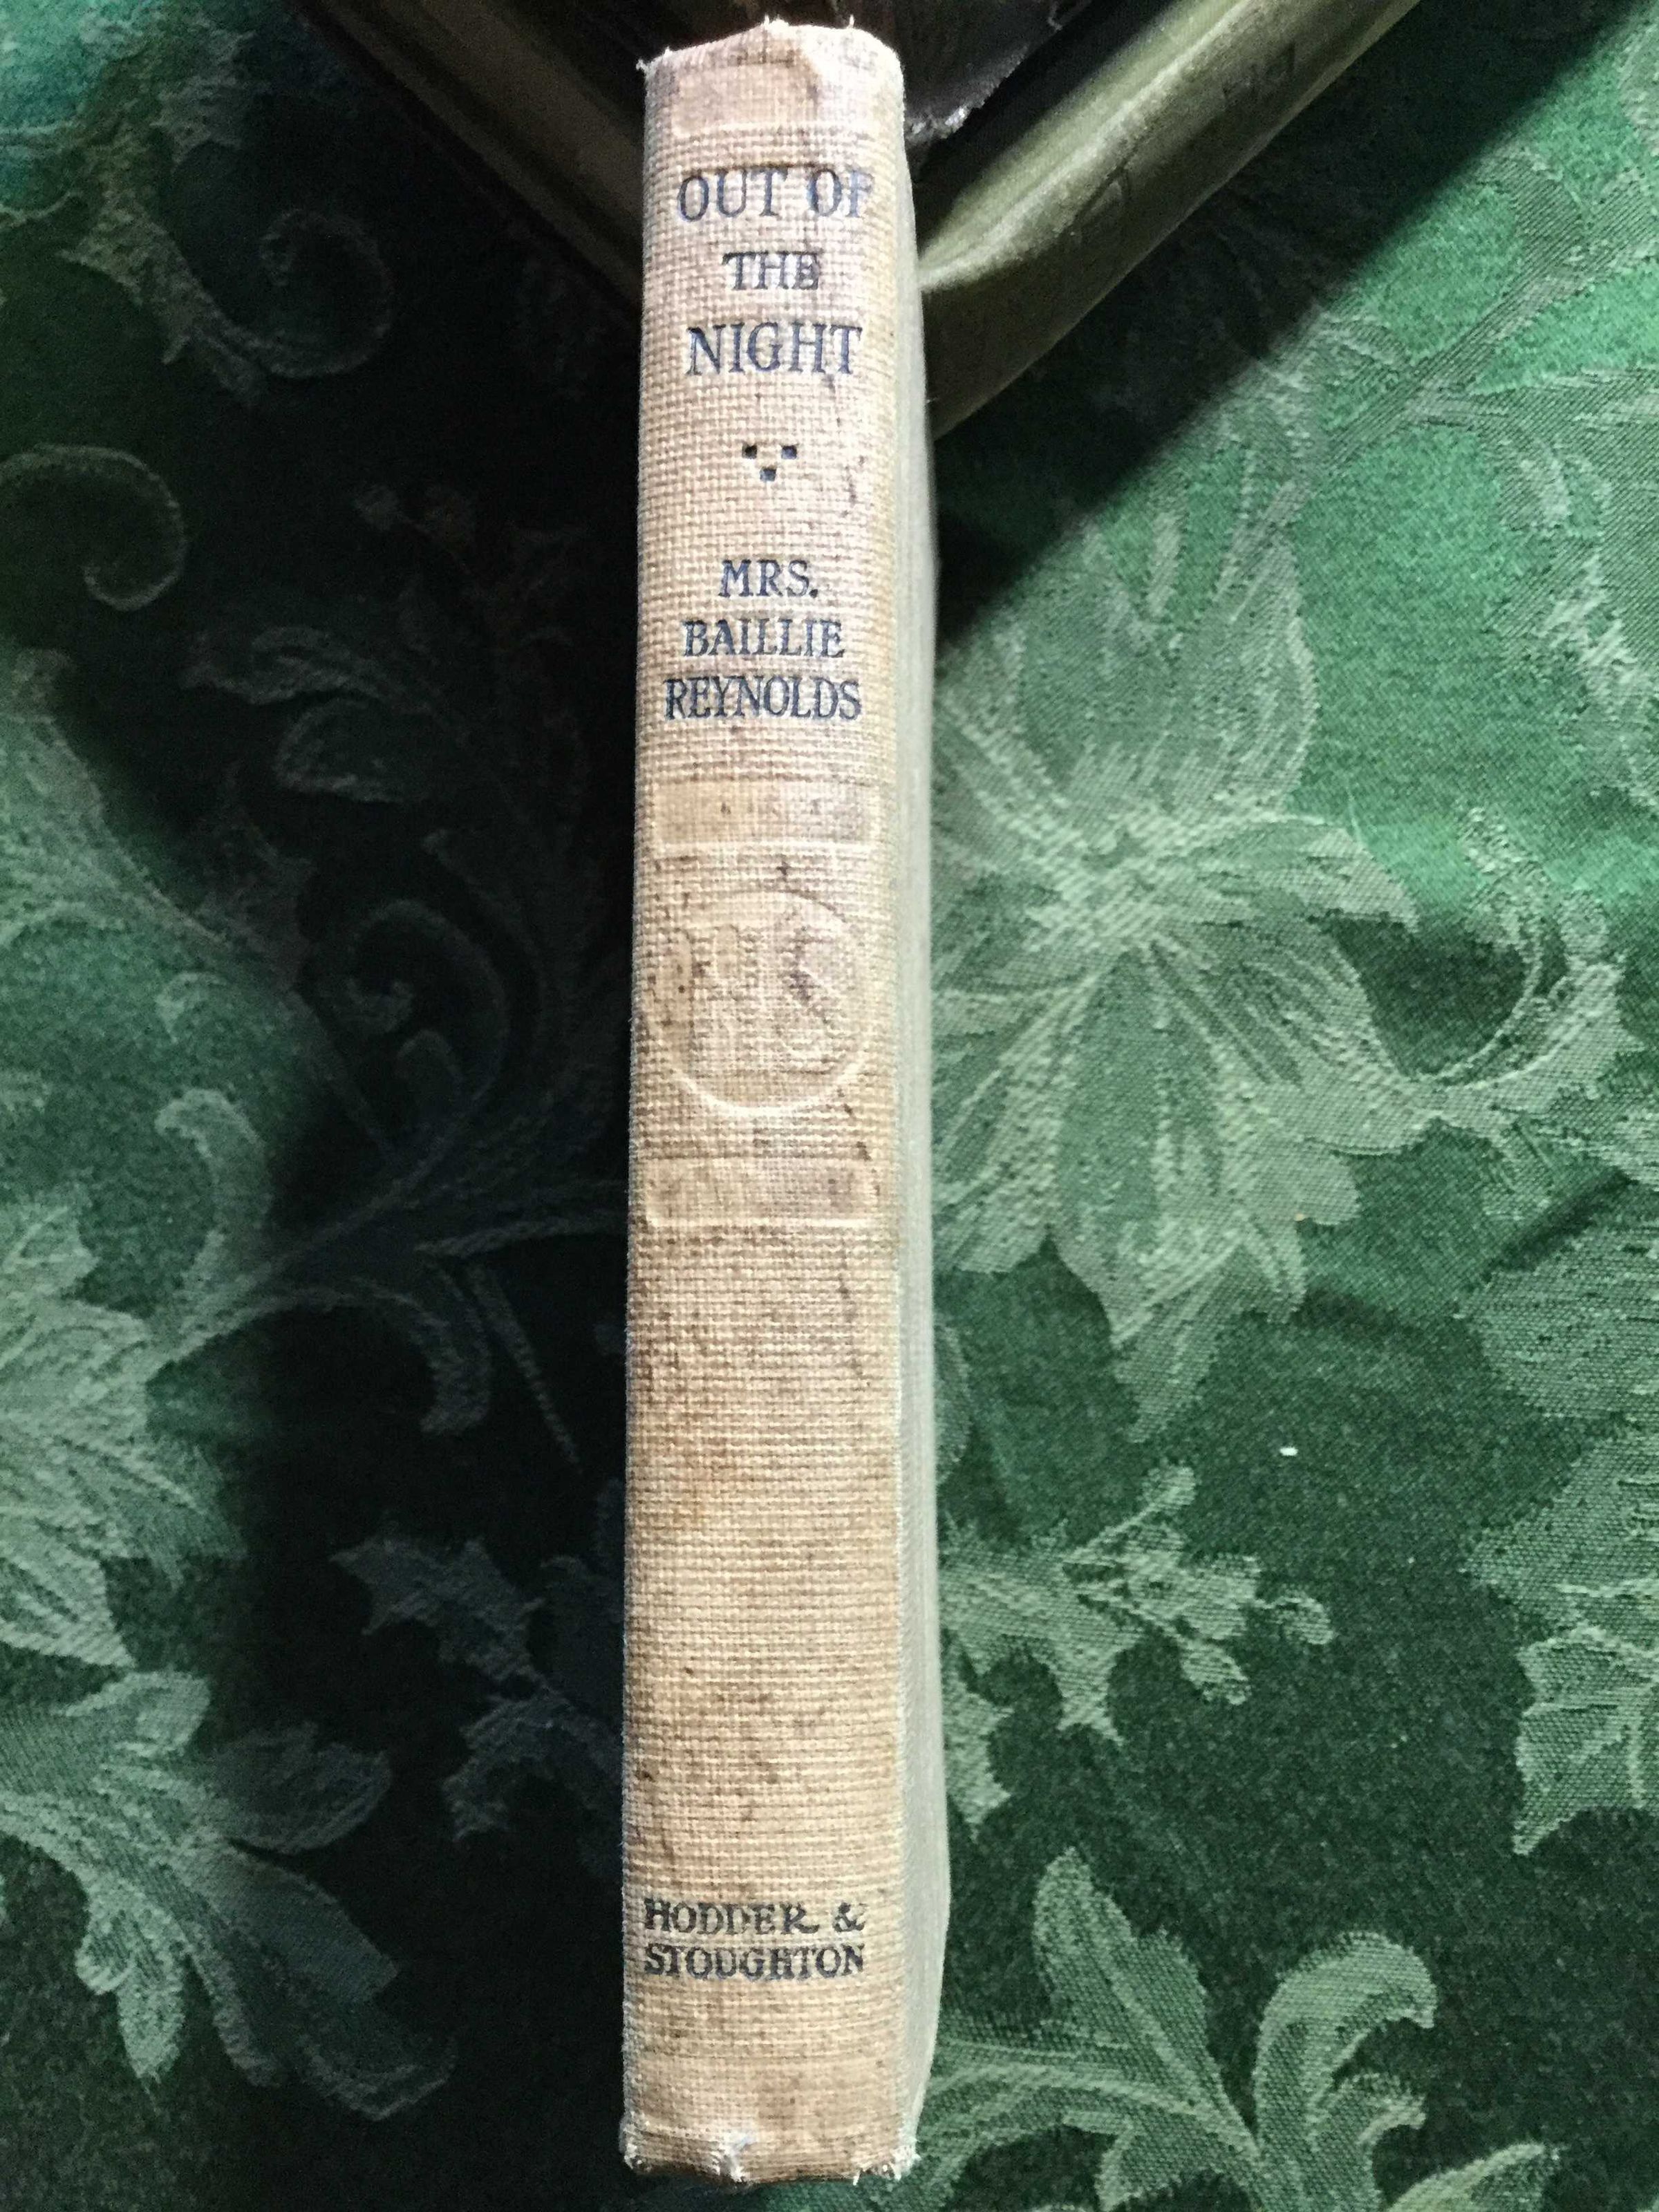 OUT OF
THE
NIGHT
MRS.
BAILLIE
REYNOLDS
HODDER &
STOUGHTON